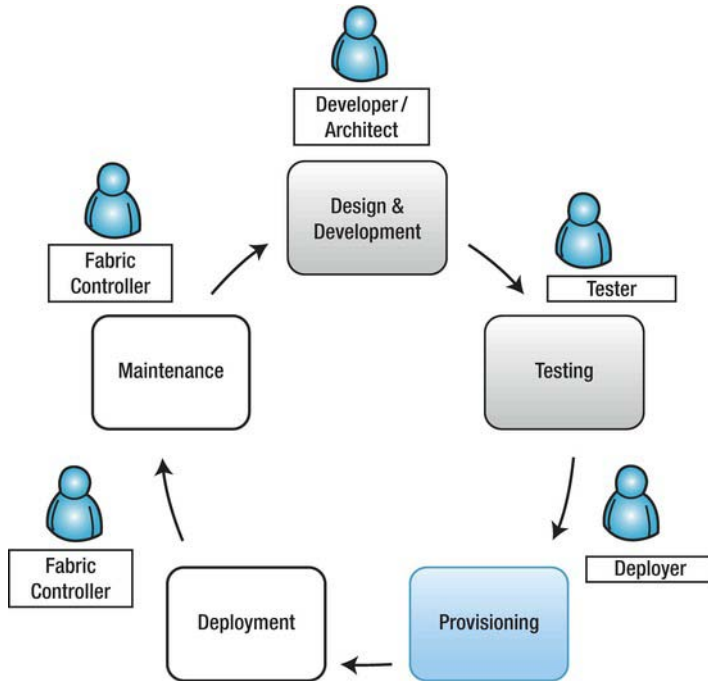 Developer /
Architect
Design &
Development
Fabric
Controller
Tester
Maintenance
Testing
Fabric
Controller
Deployer
Deployment
Provisioning